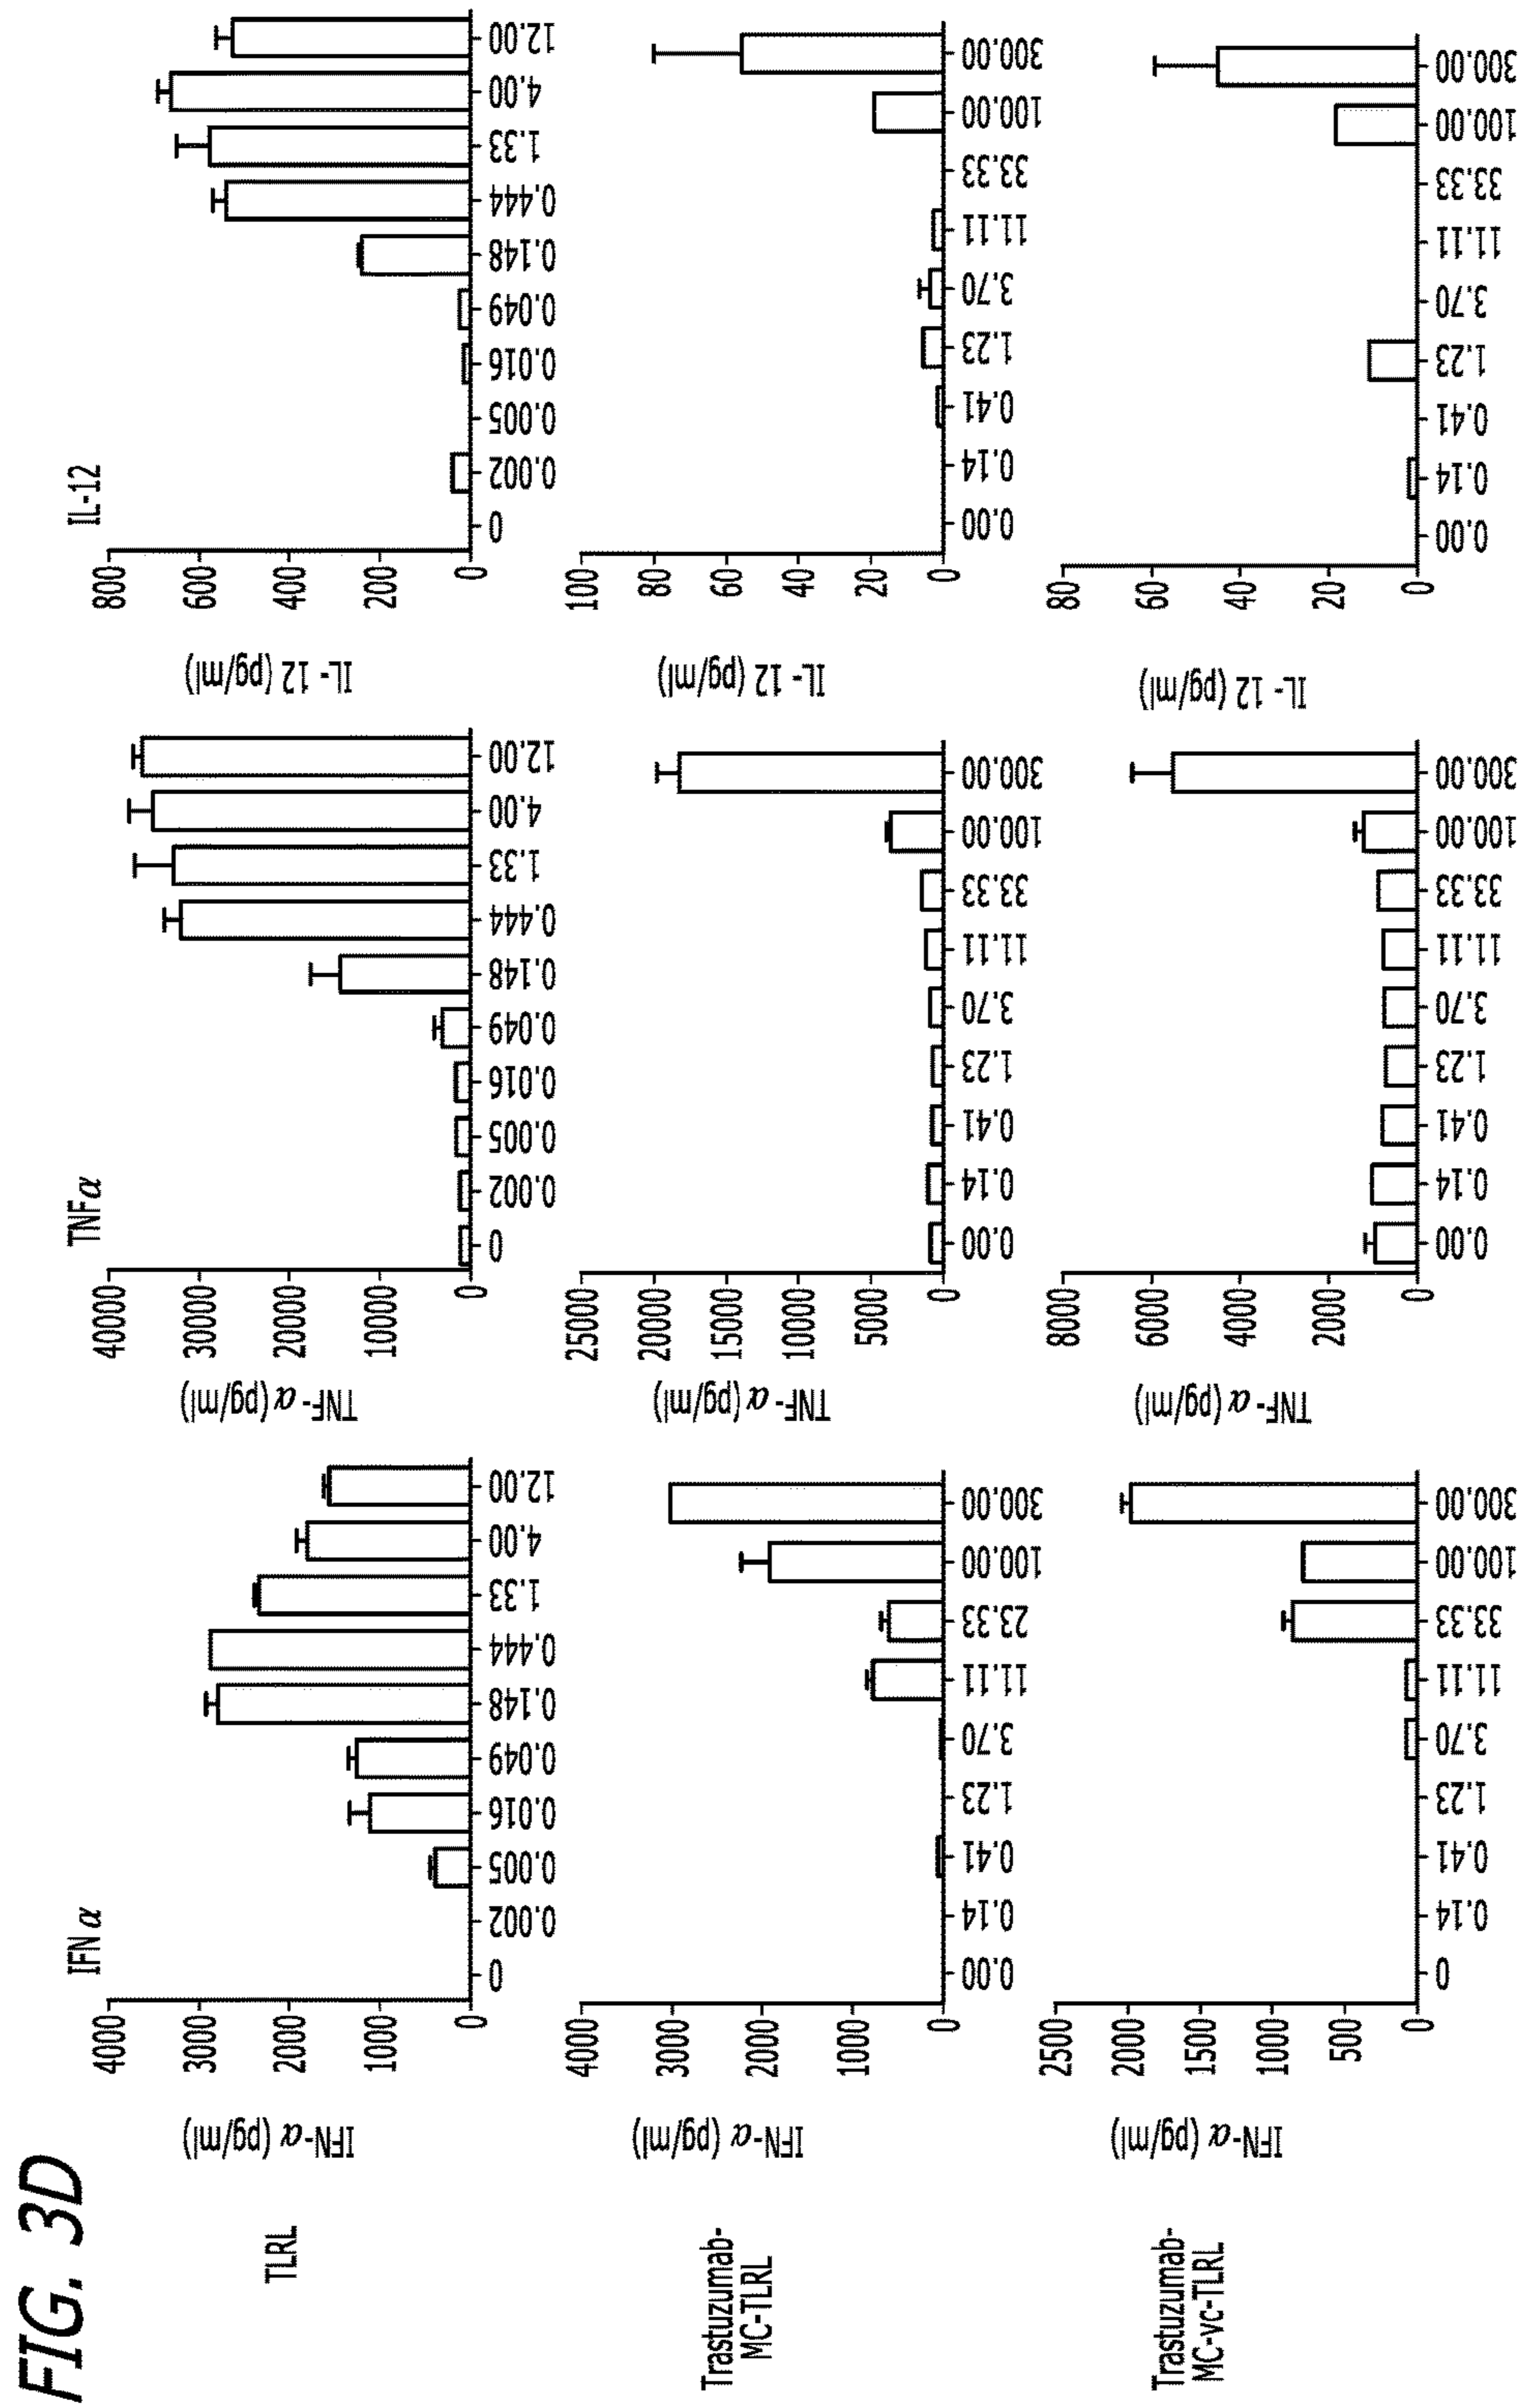 FIG. 3D
IFN α
TNFα
IL-12
TLRL
IFN-α (pg/ml)
4000
3000
2000
1000
0
0 0.002 0.005 0.016 0.049 0.148 0.444 1.33 4.00 12.00
TNF-α (pg/ml)
40000
30000
20000
10000
0
0 0.002 0.005 0.016 0.049 0.148 0.444 1.33 4.00 12.00
IL- 12 (pg/ml)
800
600
400
200
0
0 0.002 0.005 0.016 0.049 0.148 0.444 1.33 4.00 12.00
Trastuzumab-
MC-TLRL
IFN-α (pg/ml)
4000
3000
2000
1000
0
0.00 0.14 0.41 1.23 3.70 11.11 23.33 100.00 300.00
TNF-α (pg/ml)
25000
20000
15000
10000
5000
0
0.00 0.14 0.41 1.23 3.70 11.11 33.33 100.00 300.00
IL- 12 (pg/ml)
100
80
60
40
20
0
0.00 0.14 0.41 1.23 3.70 11.11 33.33 100.00 300.00
Trastuzumab-
MC-vc-TLRL
IFN-α (pg/ml)
2500
2000
1500
1000
5000
0
0 0.14 0.41 1.23 3.70 11.11 33.33 100.00 300.00
TNF-α (pg/ml)
8000
6000
4000
2000
0
0.00 0.14 0.41 1.23 3.70 11.11 33.33 100.00 300.00
IL- 12 (pg/ml)
80
60
40
20
0
0.00 0.14 0.41 1.23 3.70 11.11 33.33 100.00 300.00